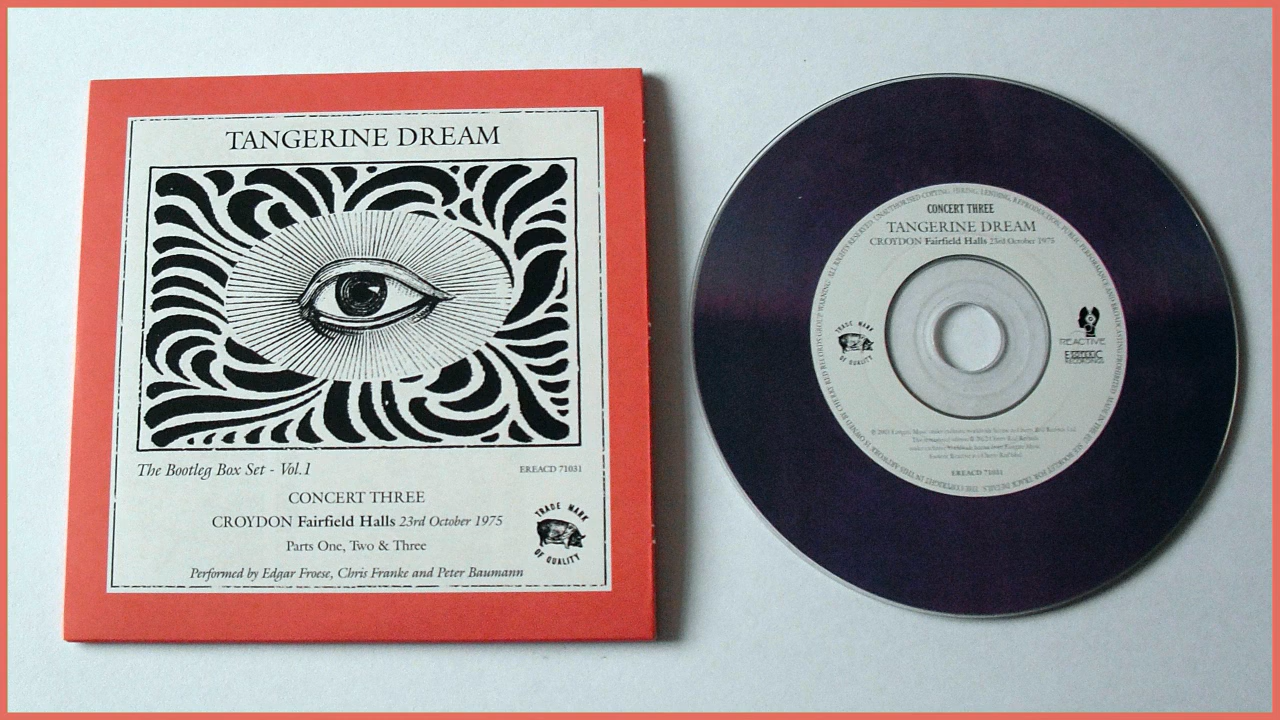 TANGERINE DREAM
The Bootleg Box Set - Vol.1
EREACD 71031
CONCERT THREE
CROYDON Fairfield Halls 23rd October 1975
Parts One, Two & Three
Performed by Edgar Froese, Chris Franke and Peter Baumann
TRADE MARK
OF QUALITY
CONCERT THREE
TANGERINE DREAM
CROYDON Fairfield Halls 23rd October 1975
TRADE MARK
OF QUALITY
REACTIVE
ESOTERIC
RECORDINGS
EREACD 71031